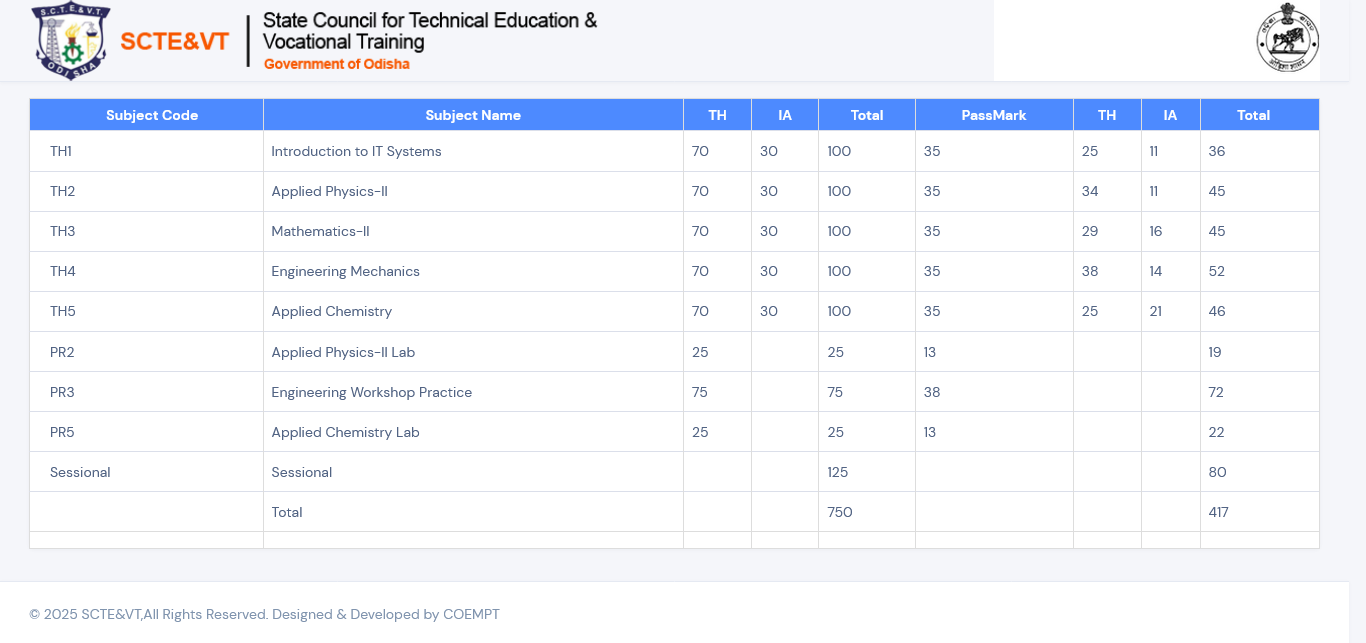 S.C.T.E.&V.T.
ODISHA
SCTE&VT
State Council for Technical Education &
Vocational Training
Government of Odisha
Subject Code Subject Name TH IA Total PassMark TH IA Total
TH1 Introduction to IT Systems 70 30 100 35 25 11 36
TH2 Applied Physics-II 70 30 100 35 34 11 45
TH3 Mathematics-II 70 30 100 35 29 16 45
TH4 Engineering Mechanics 70 30 100 35 38 14 52
TH5 Applied Chemistry 70 30 100 35 25 21 46
PR2 Applied Physics-II Lab 25 25 13 19
PR3 Engineering Workshop Practice 75 75 38 72
PR5 Applied Chemistry Lab 25 25 13 22
Sessional Sessional 125 80
Total 750 417
© 2025 SCTE&VT,All Rights Reserved. Designed & Developed by COEMPT